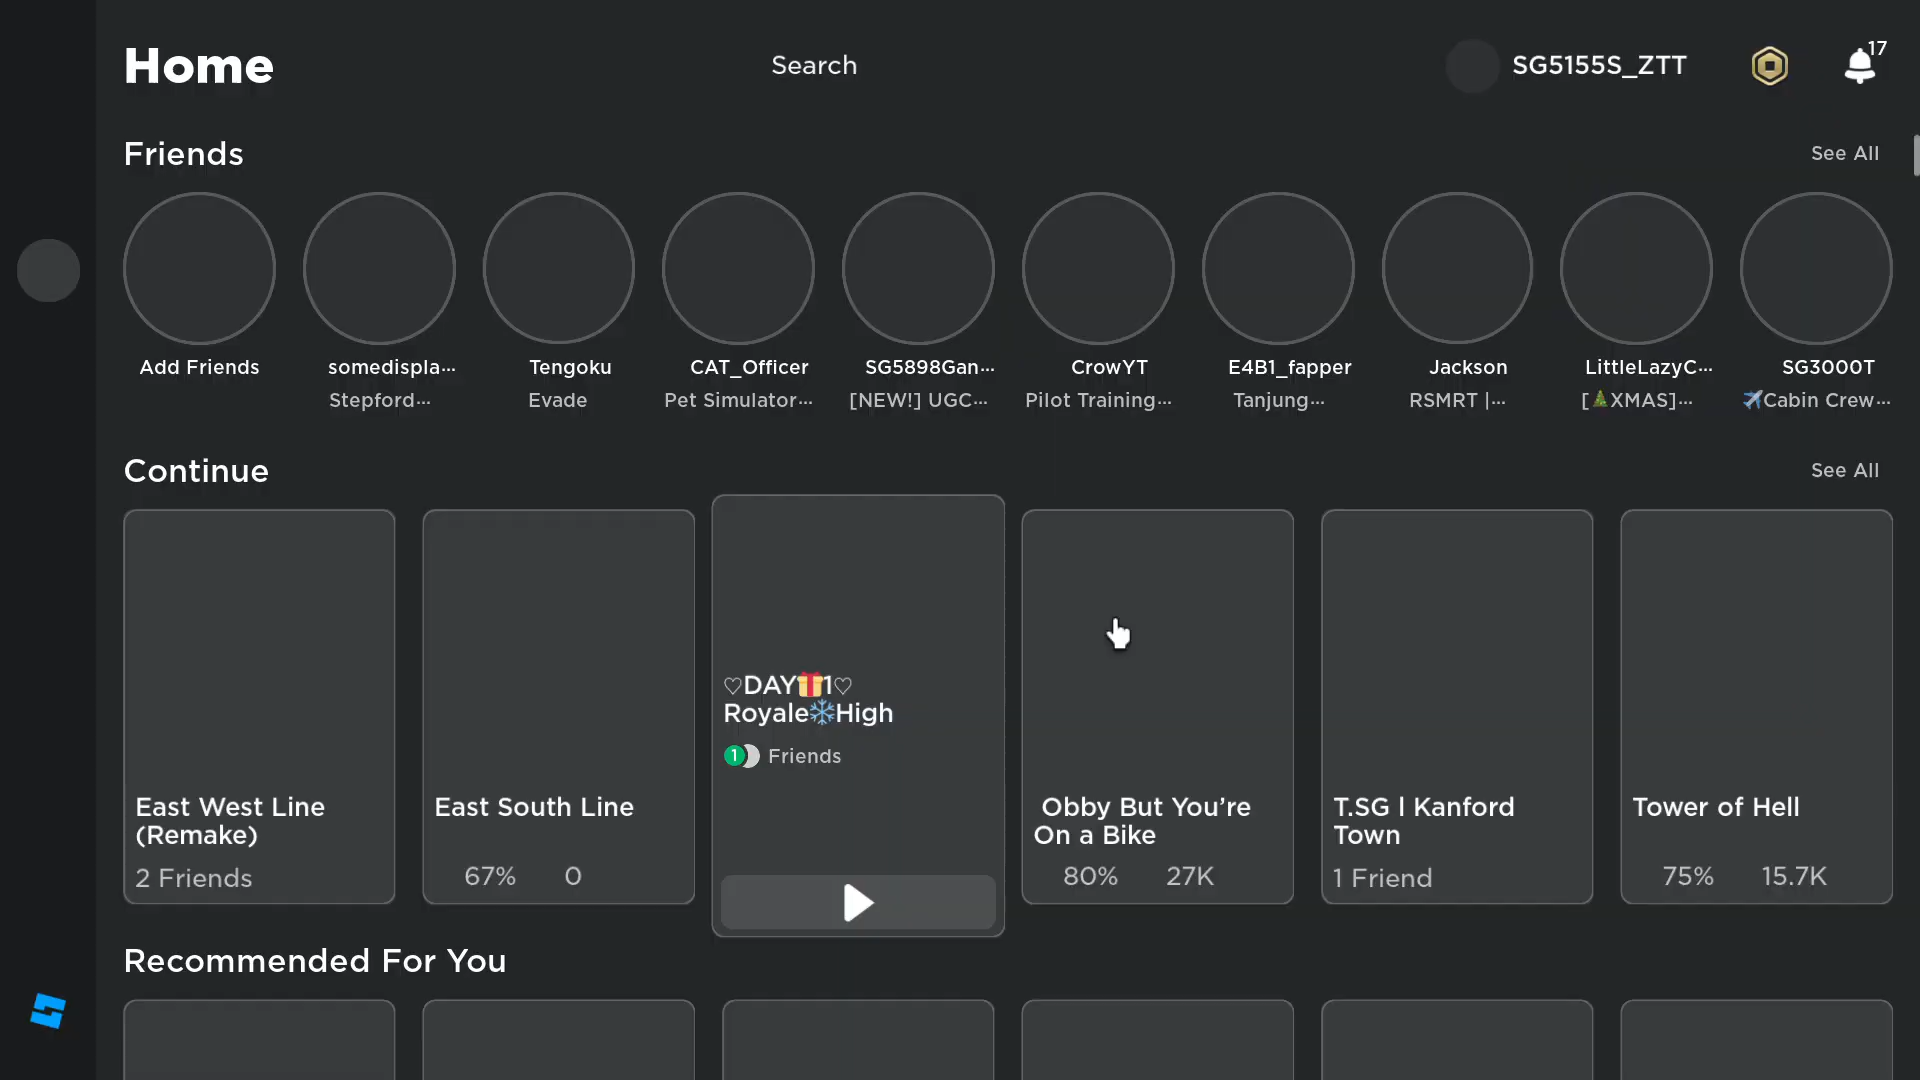 Home
Search
SG5155S_ZTT
17
Friends
See All
Add Friends
somedispla...
Tengoku
CAT_Officer
SG5898Gan...
CrowYT
E4B1_fapper
Jackson
LittleLazyC...
SG3000T
Stepford...
Evade
Pet Simulator...
[NEW!] UGC...
Pilot Training...
Tanjung...
RSMRT |...
[🎄XMAS]...
✈️Cabin Crew...
Continue
See All
East West Line
(Remake)
2 Friends
East South Line
67% 0
♡DAY🎁1♡
Royale❄️High
1 Friends
Obby But You’re
On a Bike
80% 27K
T.SG l Kanford
Town
1 Friend
Tower of Hell
75% 15.7K
Recommended For You